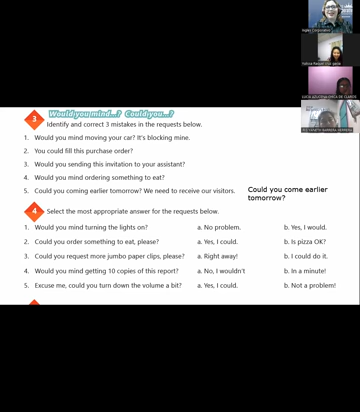 3
Would you mind...? Could you...?
Identify and correct 3 mistakes in the requests below.
1. Would you mind moving your car? It's blocking mine.
2. You could fill this purchase order?
3. Would you sending this invitation to your assistant?
4. Would you mind ordering something to eat?
5. Could you coming earlier tomorrow? We need to receive our visitors.
Could you come earlier
tomorrow?
4
Select the most appropriate answer for the requests below.
1. Would you mind turning the lights on? a. No problem. b. Yes, I would.
2. Could you order something to eat, please? a. Yes, I could. b. Is pizza OK?
3. Could you request more jumbo paper clips, please? a. Right away! b. I could do it.
4. Would you mind getting 10 copies of this report? a. No, I wouldn't b. In a minute!
5. Excuse me, could you turn down the volume a bit? a. Yes, I could. b. Not a problem!